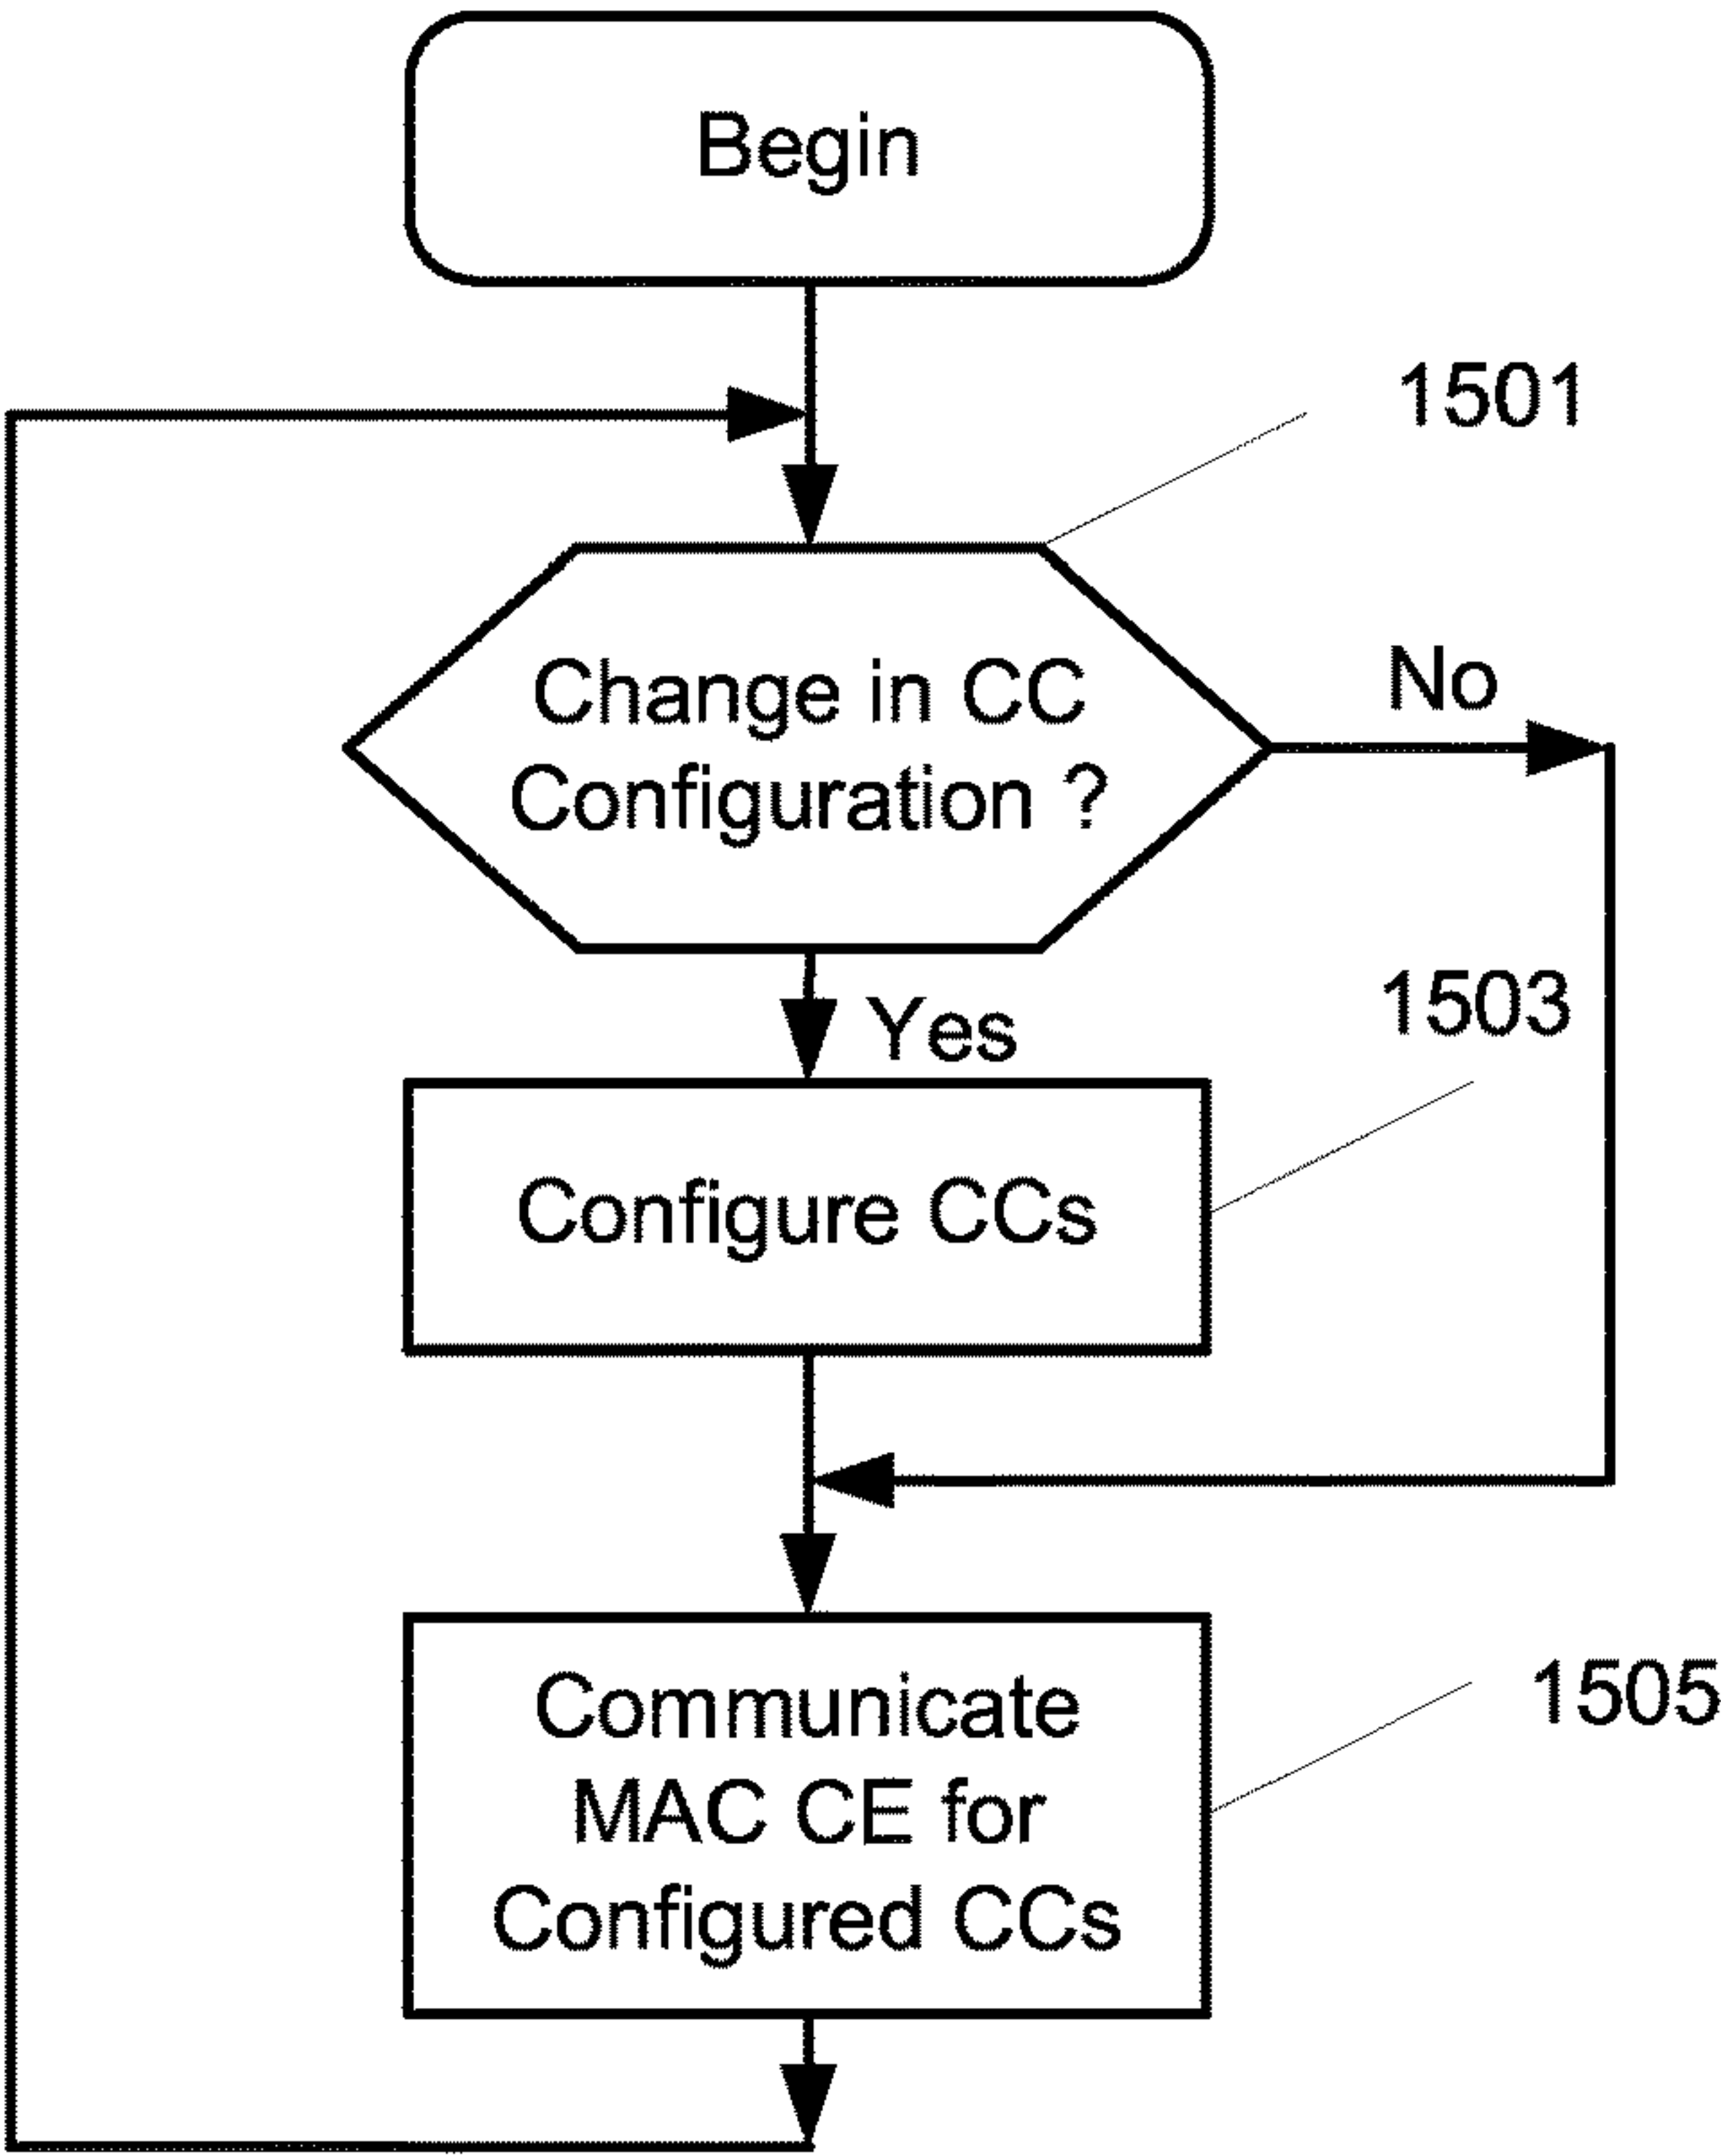 Begin
1501
Change in CC
Configuration ?
No
Yes
1503
Configure CCs
1505
Communicate
MAC CE for
Configured CCs